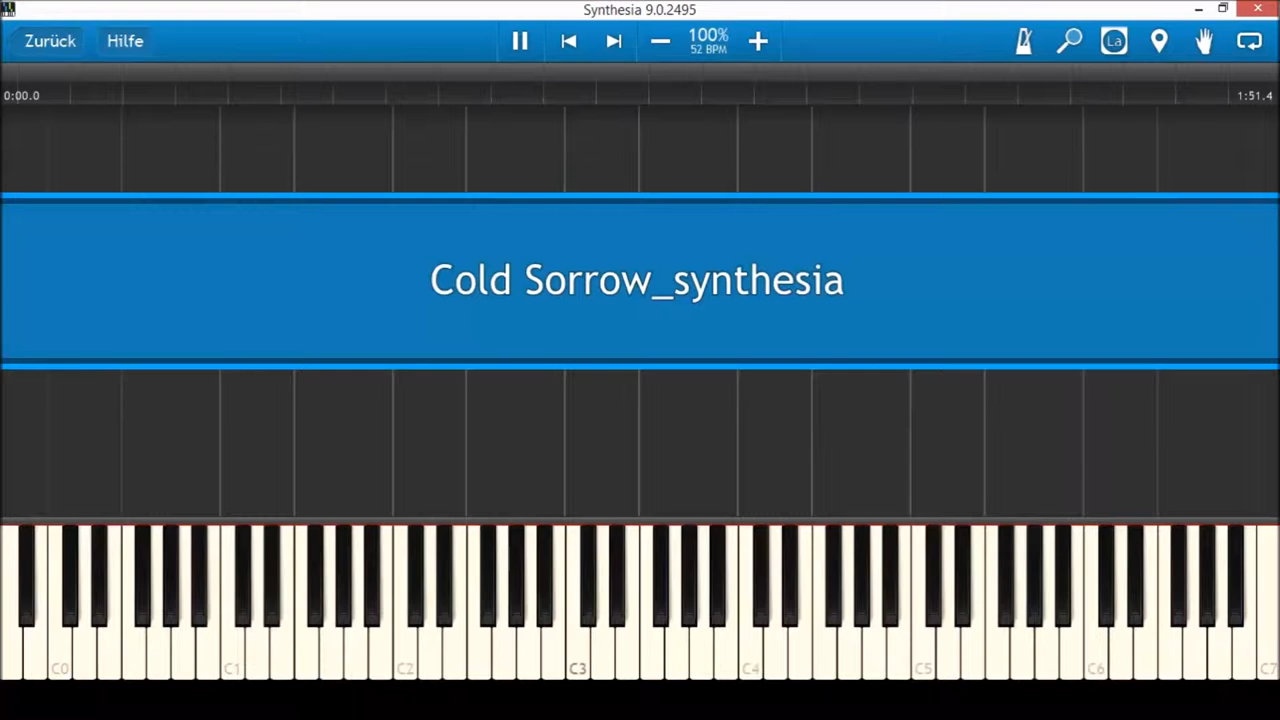 Synthesia 9.0.2495
Zurück Hilfe 100% La
52 BPM
0:00.0 1:51.4
Cold Sorrow_synthesia
C0 C1 C2 C3 C4 C5 C6 C7